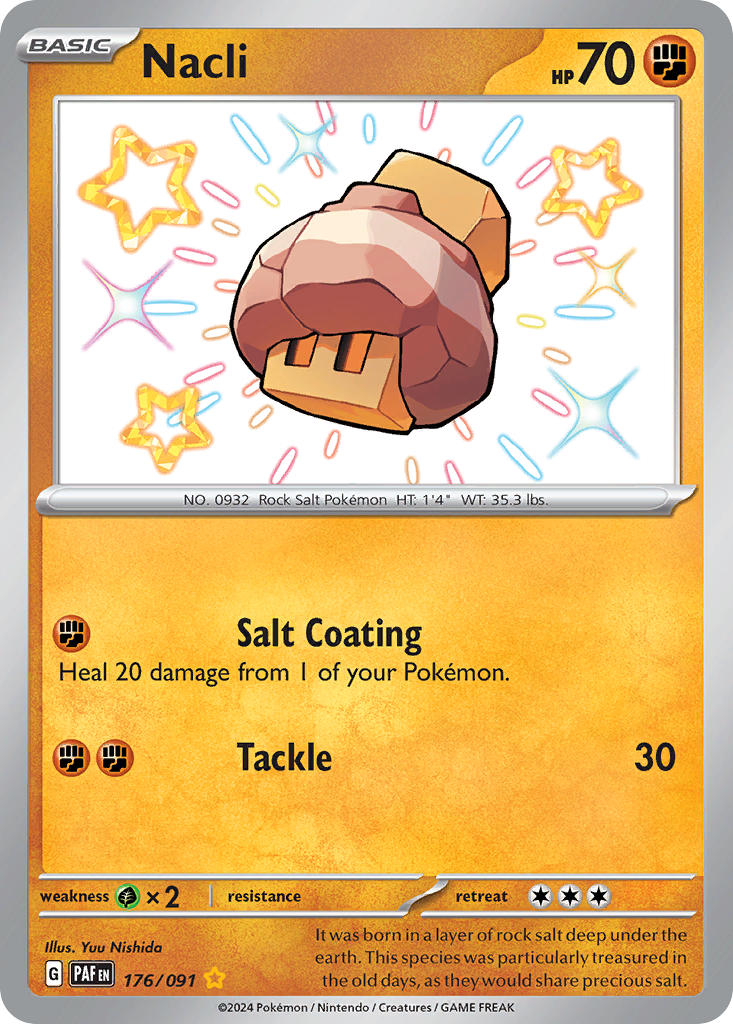 BASIC
Nacli
HP 70
NO. 0932 Rock Salt Pokémon HT: 1'4" WT: 35.3 lbs.
Salt Coating
Heal 20 damage from 1 of your Pokémon.
Tackle 30
weakness ×2 resistance retreat
Illus. Yuu Nishida
It was born in a layer of rock salt deep under the
earth. This species was particularly treasured in
the old days, as they would share precious salt.
G PAF EN 176/091
©2024 Pokémon / Nintendo / Creatures / GAME FREAK